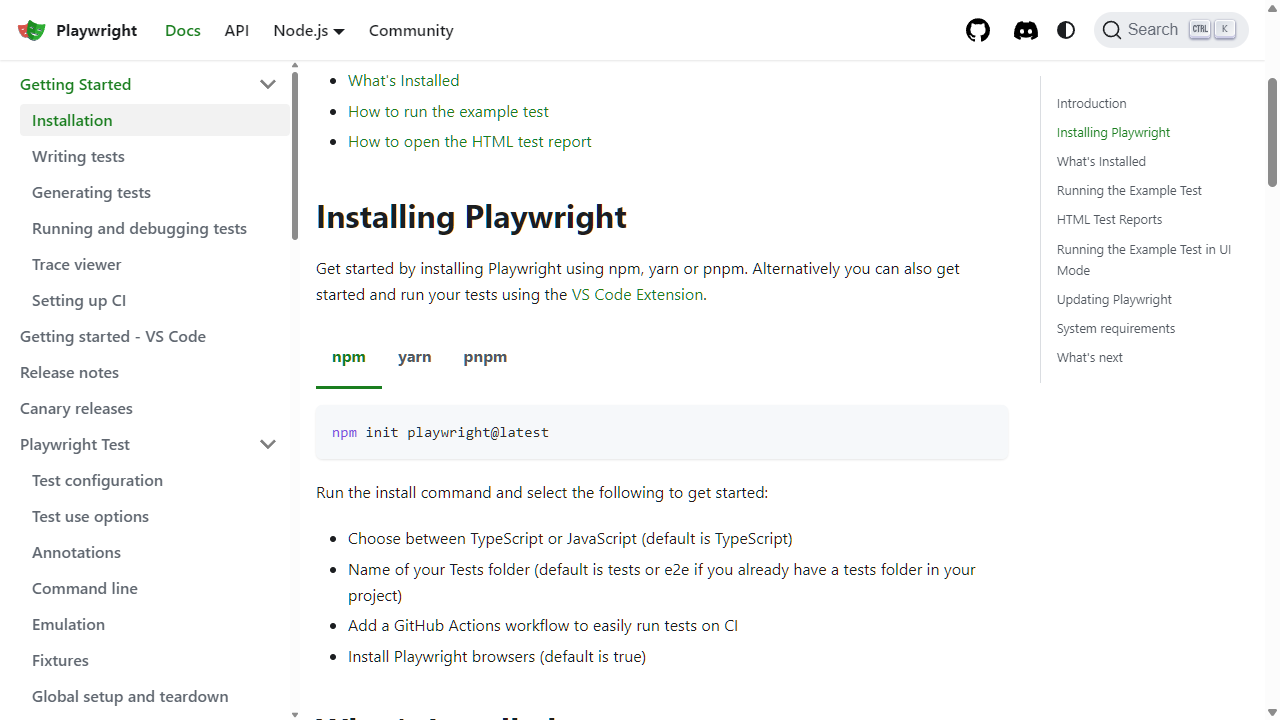 Playwright
Docs
API
Node.js
Community
Search
CTRL
K
Getting Started
Installation
Writing tests
Generating tests
Running and debugging tests
Trace viewer
Setting up CI
Getting started - VS Code
Release notes
Canary releases
Playwright Test
Test configuration
Test use options
Annotations
Command line
Emulation
Fixtures
Global setup and teardown
What's Installed
How to run the example test
How to open the HTML test report
Installing Playwright
Get started by installing Playwright using npm, yarn or pnpm. Alternatively you can also get
started and run your tests using the VS Code Extension.
npm
yarn
pnpm
npm init playwright@latest
Run the install command and select the following to get started:
Choose between TypeScript or JavaScript (default is TypeScript)
Name of your Tests folder (default is tests or e2e if you already have a tests folder in your
project)
Add a GitHub Actions workflow to easily run tests on CI
Install Playwright browsers (default is true)
What's Installed
Introduction
Installing Playwright
What's Installed
Running the Example Test
HTML Test Reports
Running the Example Test in UI
Mode
Updating Playwright
System requirements
What's next